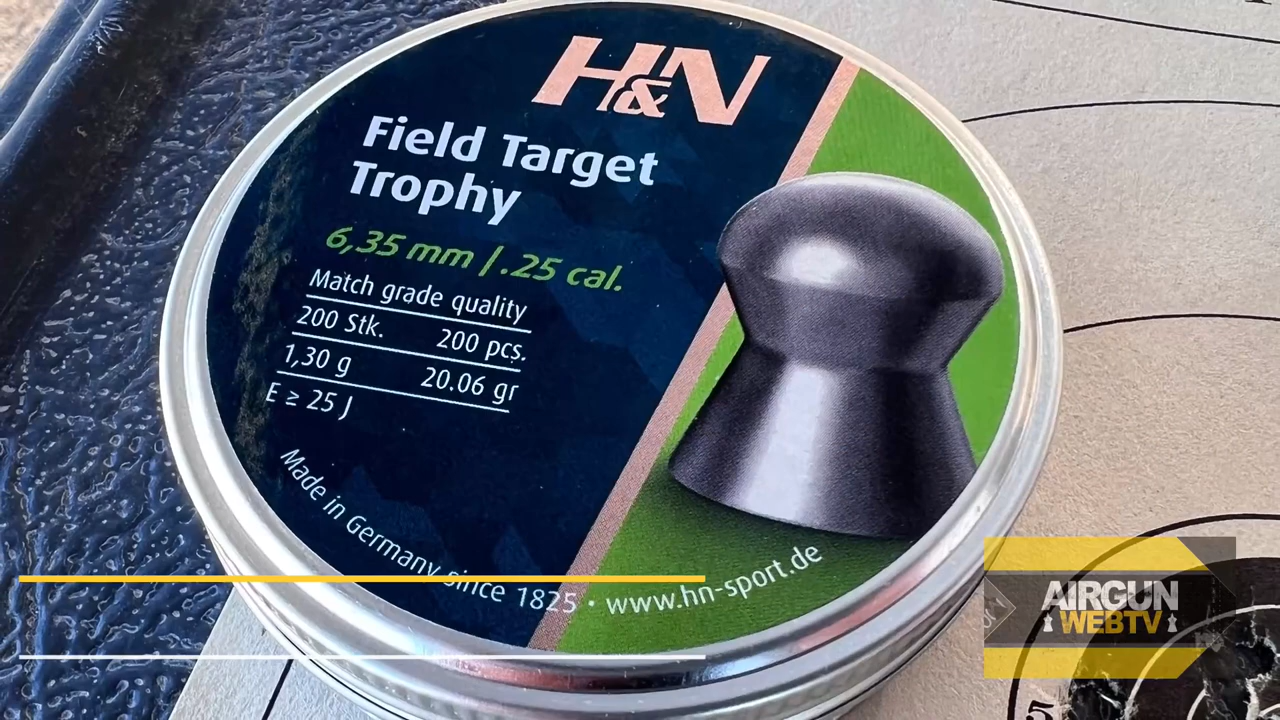 H&N
Field Target
Trophy
6,35 mm / .25 cal.
Match grade quality
200 Stk. 200 pcs.
1,30 g 20.06 gr
E ≥ 25 J
Made in Germany since 1825 • www.hn-sport.de
AIRGUN
WEBTV
5